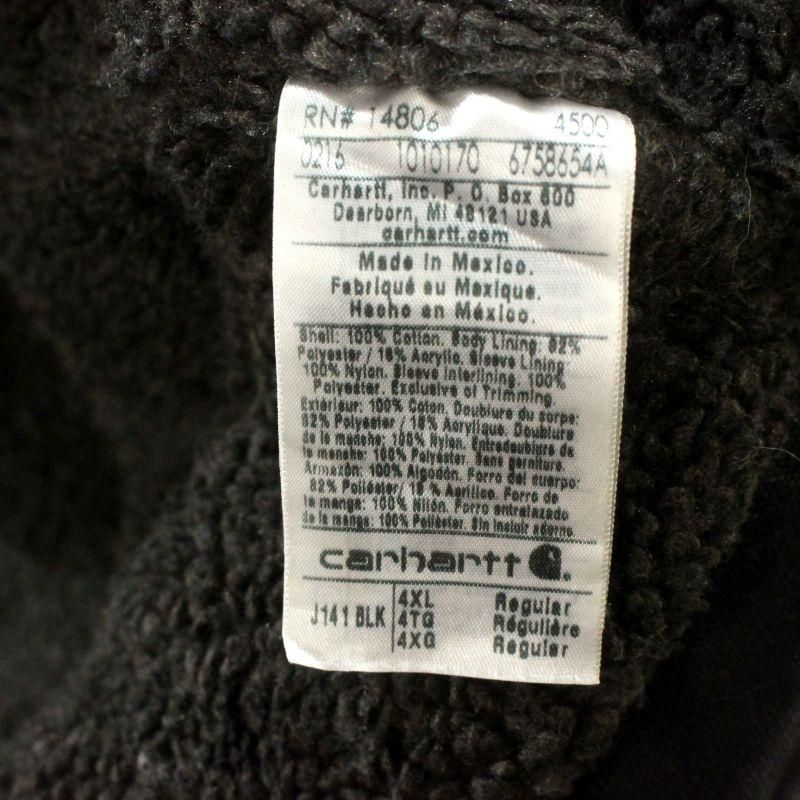 RN# 14806 4500
0216 1010170 6758654A
Carhartt, Inc. P. O. Box 600
Dearborn, MI 48121 USA
carhartt.com
Made in Mexico.
Fabriqué au Mexique.
Hecho en México.
Shell: 100% Cotton. Body Lining, 82%
Polyester / 18% Acrylic. Sleeve Lining
100% Nylon. Sleeve Interlining. 100%
Polyester. Exclusive of Trimming.
Extérieur: 100% Coton. Doublure du corps:
82% Polyester / 18% Acrylique. Doublure
de la manche: 100% Nylon. Entredoublure de
la manche: 100% Polyester. Sans garniture.
Armazón: 100% Algodón. Forro del cuerpo:
82% Poliéster / 18 % Acrílico. Forro de
la manga: 100% Nilón. Forro entrelazado
de la manga: 100% Poliéster. Sin incluir adorno.
carhartt
J141 BLK 4XL Regular
4TG Régulière
4XG Regular